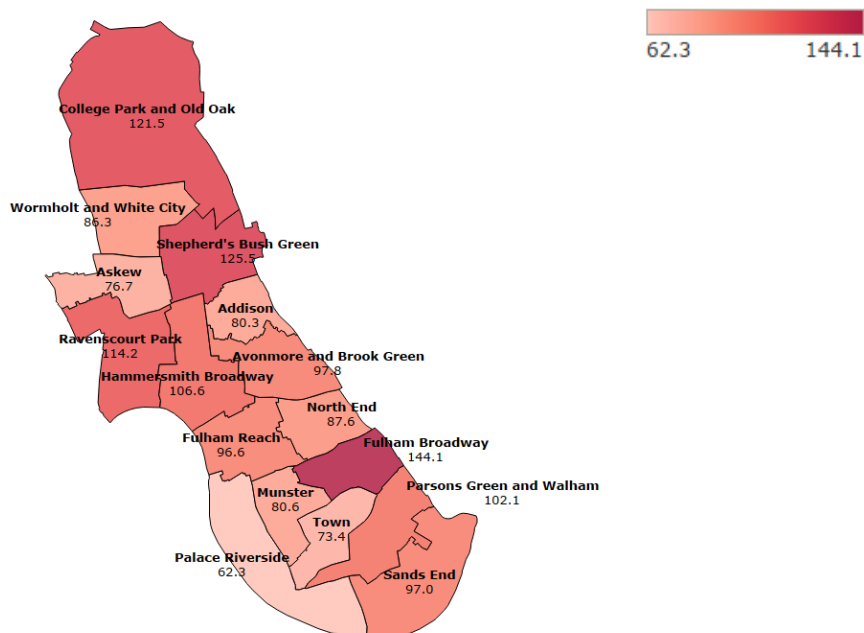 62.3
144.1
College Park and Old Oak
121.5
Wormholt and White City
86.3
Shepherd's Bush Green
125.5
Askew
76.7
Addison
80.3
Ravenscourt Park
114.2
Avonmore and Brook Green
97.8
Hammersmith Broadway
106.6
North End
87.6
Fulham Reach
96.6
Fulham Broadway
144.1
Parsons Green and Walham
102.1
Munster
80.6
Town
73.4
Palace Riverside
62.3
Sands End
97.0